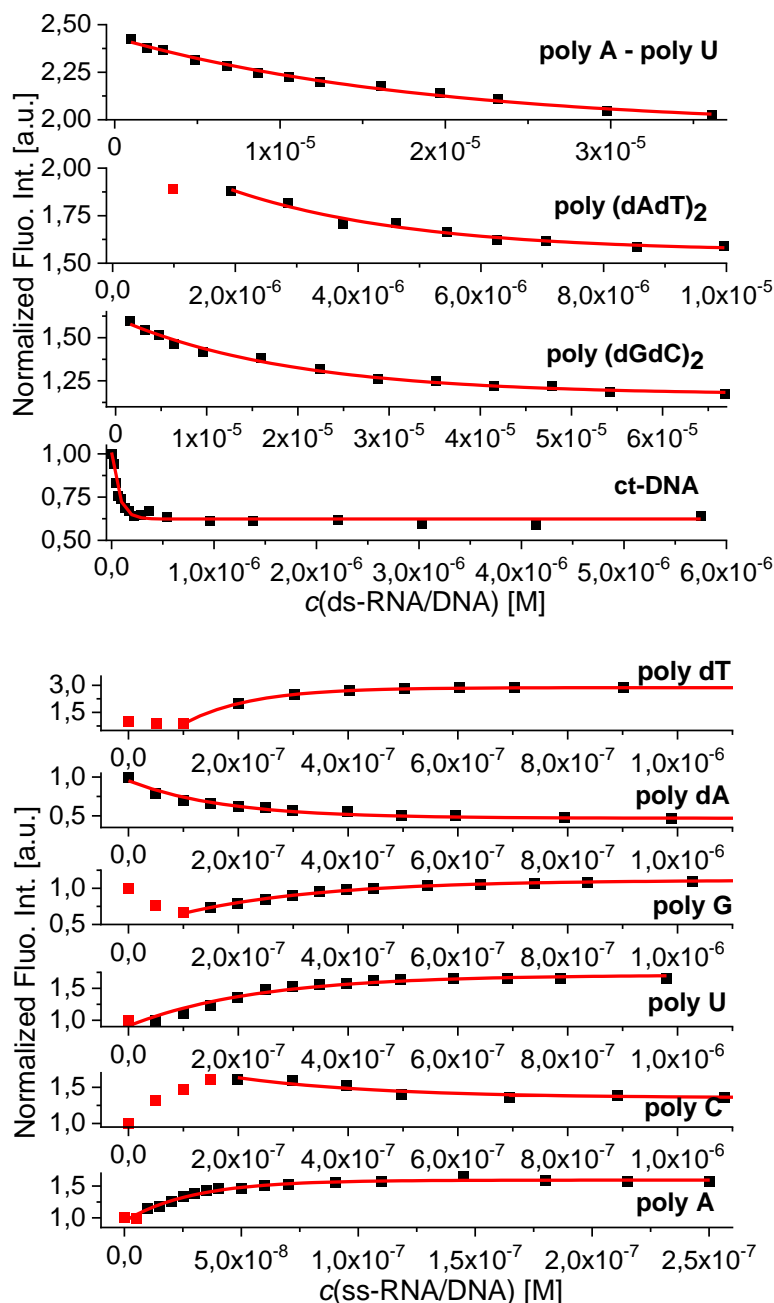 Normalized Fluo. Int. [a.u.]
2,50
2,25
2,00
poly A - poly U
0 1x10-5 2x10-5 3x10-5
2,00
1,75
1,50
poly (dAdT)2
0,0 2,0x10-6 4,0x10-6 6,0x10-6 8,0x10-6 1,0x10-5
1,50
1,25
poly (dGdC)2
0 1x10-5 2x10-5 3x10-5 4x10-5 5x10-5 6x10-5
1,00
0,75
0,50
ct-DNA
0,0 1,0x10-6 2,0x10-6 3,0x10-6 4,0x10-6 5,0x10-6 6,0x10-6
c(ds-RNA/DNA) [M]
Normalized Fluo. Int. [a.u.]
poly dT
3,0
1,5
0,0 2,0x10-7 4,0x10-7 6,0x10-7 8,0x10-7 1,0x10-6
1,0
0,5
poly dA
0,0 2,0x10-7 4,0x10-7 6,0x10-7 8,0x10-7 1,0x10-6
1,0
0,5
poly G
0,0 2,0x10-7 4,0x10-7 6,0x10-7 8,0x10-7 1,0x10-6
1,5
1,0
poly U
0,0 2,0x10-7 4,0x10-7 6,0x10-7 8,0x10-7 1,0x10-6
1,5
1,0
poly C
0,0 2,0x10-7 4,0x10-7 6,0x10-7 8,0x10-7 1,0x10-6
1,5
1,0
poly A
0,0 5,0x10-8 1,0x10-7 1,5x10-7 2,0x10-7 2,5x10-7
c(ss-RNA/DNA) [M]